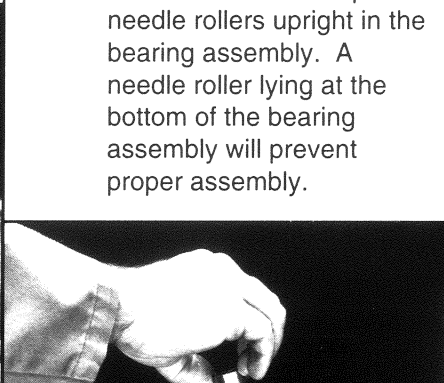 needle rollers upright in the
bearing assembly. A
needle roller lying at the
bottom of the bearing
assembly will prevent
proper assembly.